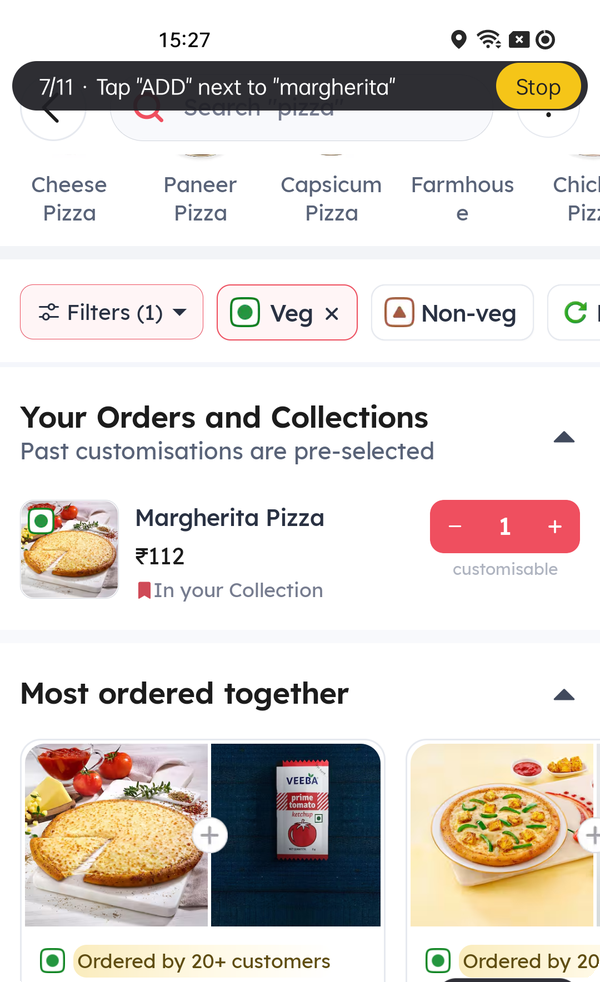 15:27
7/11 · Tap "ADD" next to "margherita"
Stop
Search "pizza"
Cheese
Pizza
Paneer
Pizza
Capsicum
Pizza
Farmhous
e
Filters (1)
Veg ×
Non-veg
Your Orders and Collections
Past customisations are pre-selected
Margherita Pizza
₹112
In your Collection
− 1 +
customisable
Most ordered together
VEEBA
prime
tomato
ketchup
Ordered by 20+ customers
Ordered by 20